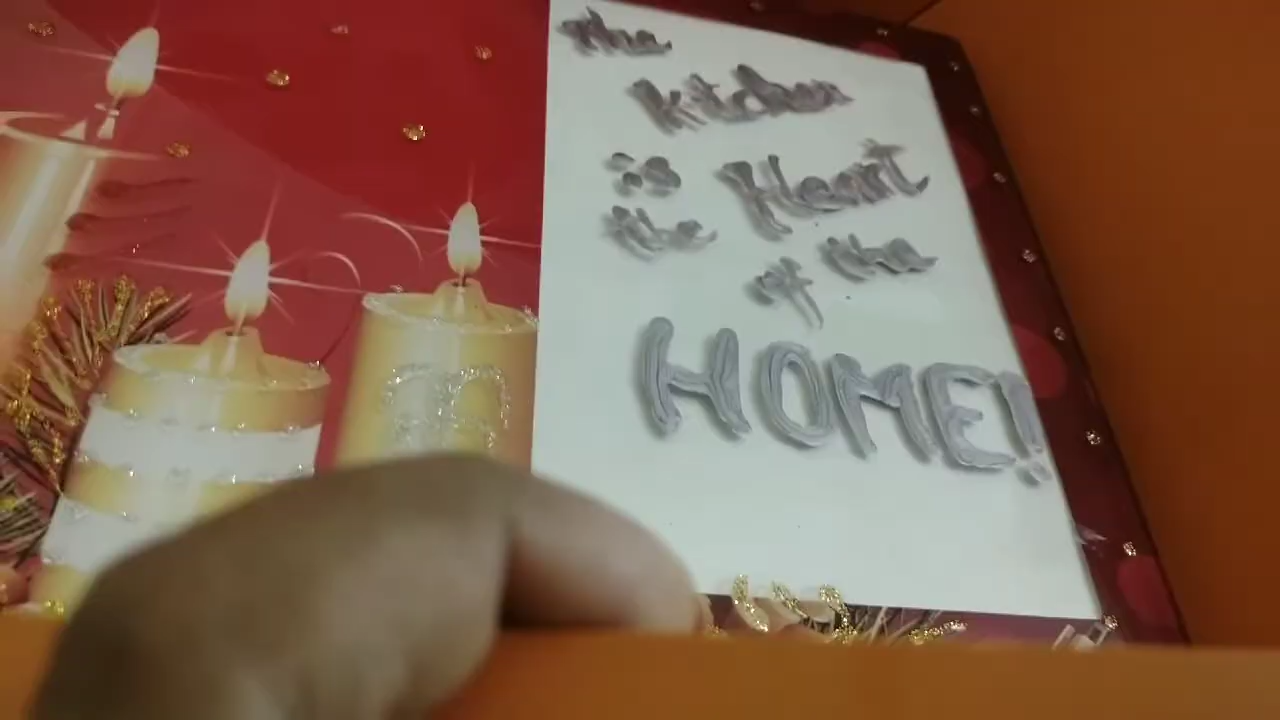 The
kitchen
is Heart
the
of the
HOME!